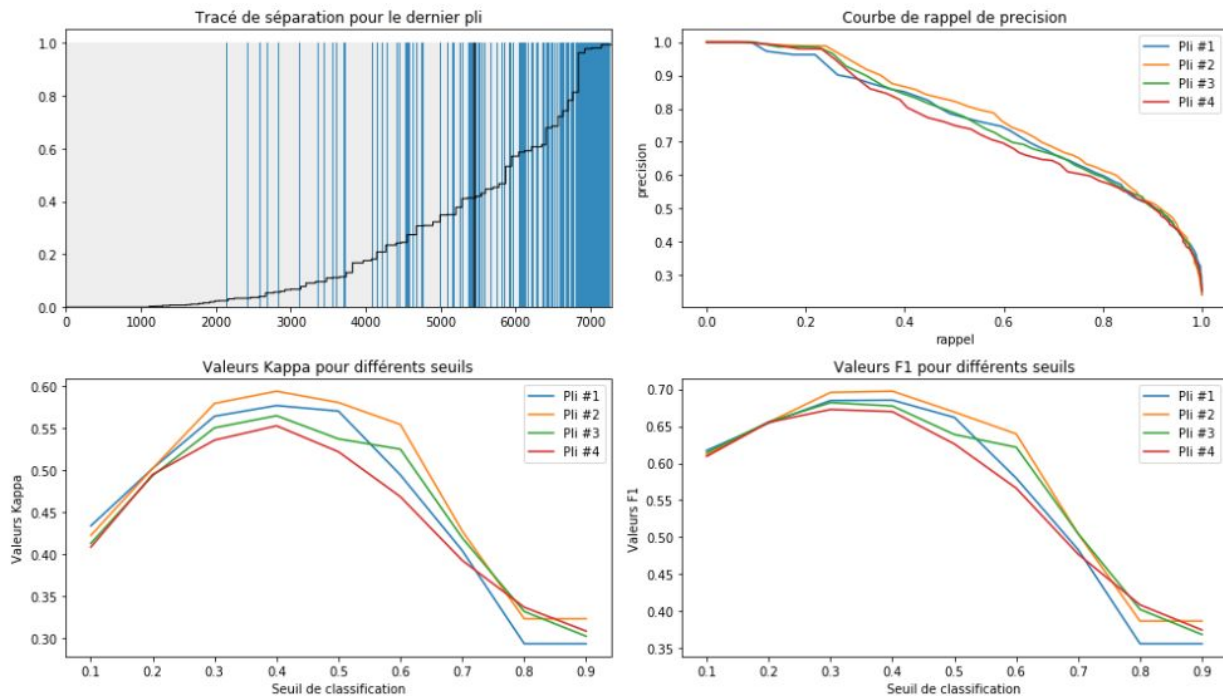 Tracé de séparation pour le dernier pli
1.0
0.8
0.6
0.4
0.2
0.0
0
1000
2000
3000
4000
5000
6000
7000
Courbe de rappel de precision
precision
1.0
0.9
0.8
0.7
0.6
0.5
0.4
0.3
0.0
0.2
0.4
0.6
0.8
1.0
rappel
Pli #1
Pli #2
Pli #3
Pli #4
Valeurs Kappa pour différents seuils
Valeurs Kappa
0.60
0.55
0.50
0.45
0.40
0.35
0.30
0.1
0.2
0.3
0.4
0.5
0.6
0.7
0.8
0.9
Seuil de classification
Pli #1
Pli #2
Pli #3
Pli #4
Valeurs F1 pour différents seuils
Valeurs F1
0.70
0.65
0.60
0.55
0.50
0.45
0.40
0.35
0.1
0.2
0.3
0.4
0.5
0.6
0.7
0.8
0.9
Seuil de classification
Pli #1
Pli #2
Pli #3
Pli #4